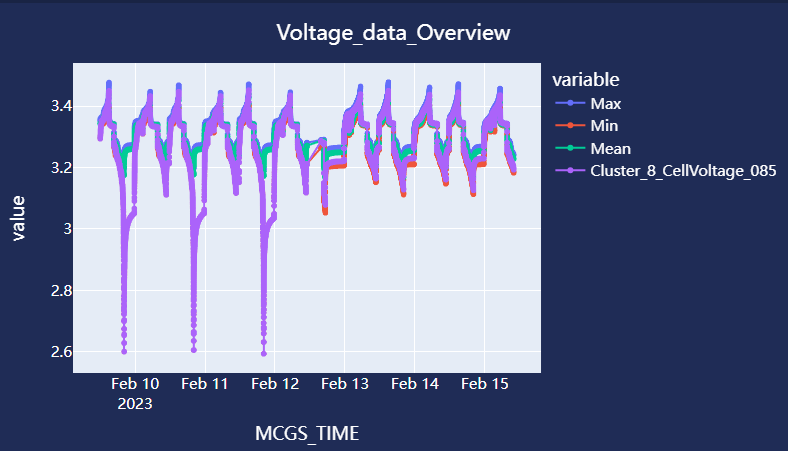 Voltage_data_Overview
value
3.4
3.2
3
2.8
2.6
Feb 10
2023
Feb 11
Feb 12
Feb 13
Feb 14
Feb 15
MCGS_TIME
variable
Max
Min
Mean
Cluster_8_CellVoltage_085